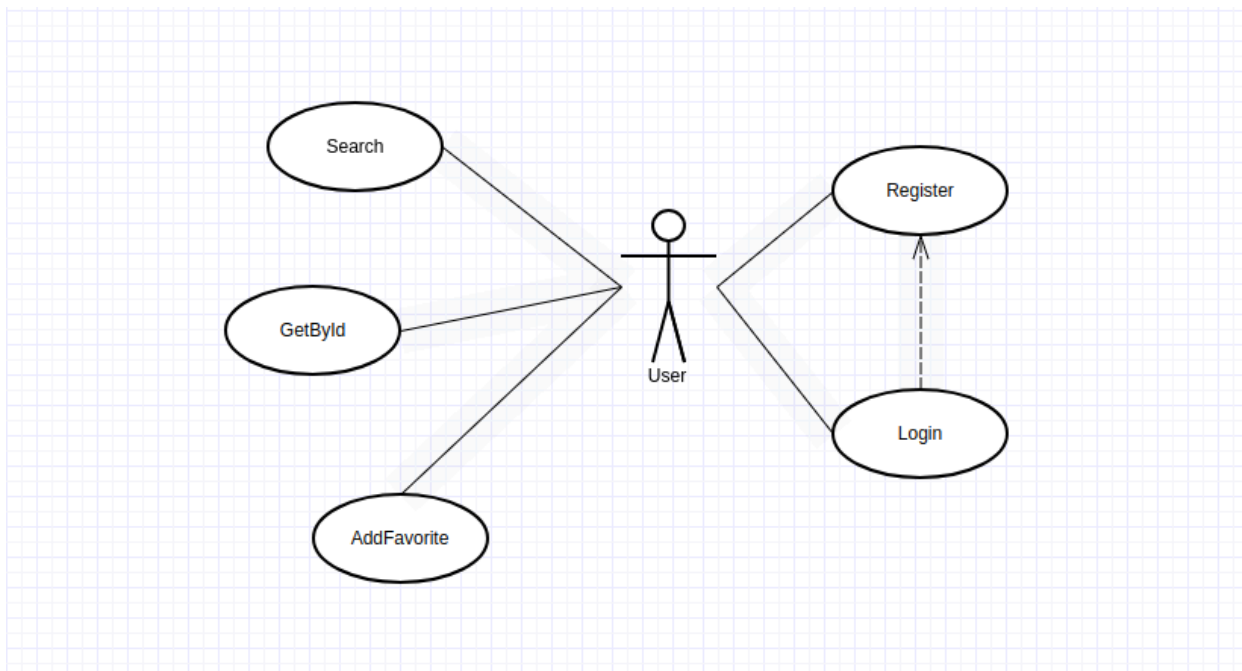 Search
Register
GetById
User
Login
AddFavorite